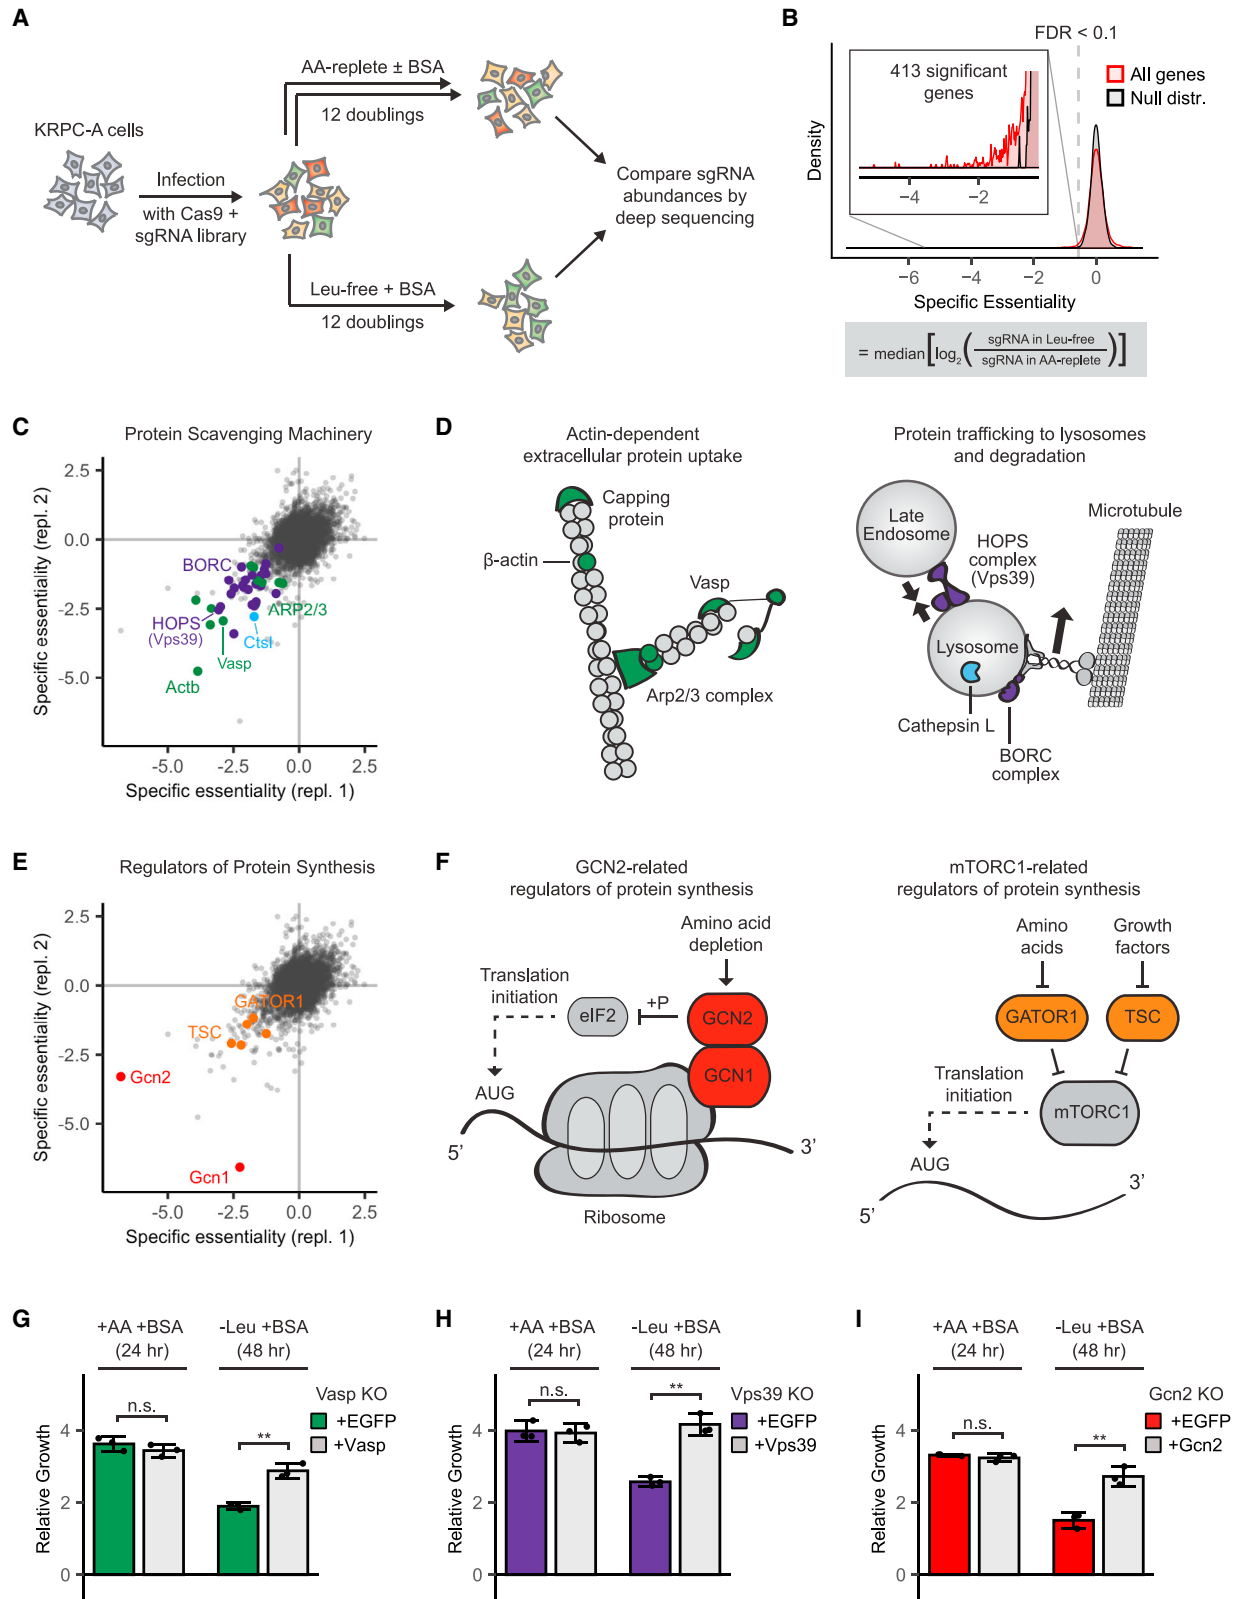 A
KRPC-A cells
Infection
with Cas9 +
sgRNA library
AA-replete ± BSA
12 doublings
Leu-free + BSA
12 doublings
Compare sgRNA
abundances by
deep sequencing
B
FDR < 0.1
413 significant
genes
All genes
Null distr.
Density
−4
−2
−6
−4
−2
0
Specific Essentiality
= median[log2(sgRNA in Leu-free
sgRNA in AA-replete)]
C
Protein Scavenging Machinery
Specific essentiality (repl. 2)
2.5
0.0
-2.5
-5.0
BORC
ARP2/3
HOPS
(Vps39)
Ctsl
Vasp
Actb
-5.0
-2.5
0.0
2.5
Specific essentiality (repl. 1)
D
Actin-dependent
extracellular protein uptake
Capping
protein
β-actin
Vasp
Arp2/3 complex
Protein trafficking to lysosomes
and degradation
Late
Endosome
HOPS
complex
(Vps39)
Microtubule
Lysosome
Cathepsin L
BORC
complex
E
Regulators of Protein Synthesis
Specific essentiality (repl. 2)
2.5
0.0
-2.5
-5.0
GATOR1
TSC
Gcn2
Gcn1
-5.0
-2.5
0.0
2.5
Specific essentiality (repl. 1)
F
GCN2-related
regulators of protein synthesis
Amino acid
depletion
Translation
initiation
eIF2
+P
GCN2
GCN1
AUG
5’
3’
Ribosome
mTORC1-related
regulators of protein synthesis
Amino
acids
Growth
factors
GATOR1
TSC
Translation
initiation
mTORC1
AUG
5’
3’
G
+AA +BSA
(24 hr)
-Leu +BSA
(48 hr)
n.s.
**
Vasp KO
+EGFP
+Vasp
Relative Growth
4
2
0
H
+AA +BSA
(24 hr)
-Leu +BSA
(48 hr)
n.s.
**
Vps39 KO
+EGFP
+Vps39
Relative Growth
4
2
0
I
+AA +BSA
(24 hr)
-Leu +BSA
(48 hr)
n.s.
**
Gcn2 KO
+EGFP
+Gcn2
Relative Growth
4
2
0